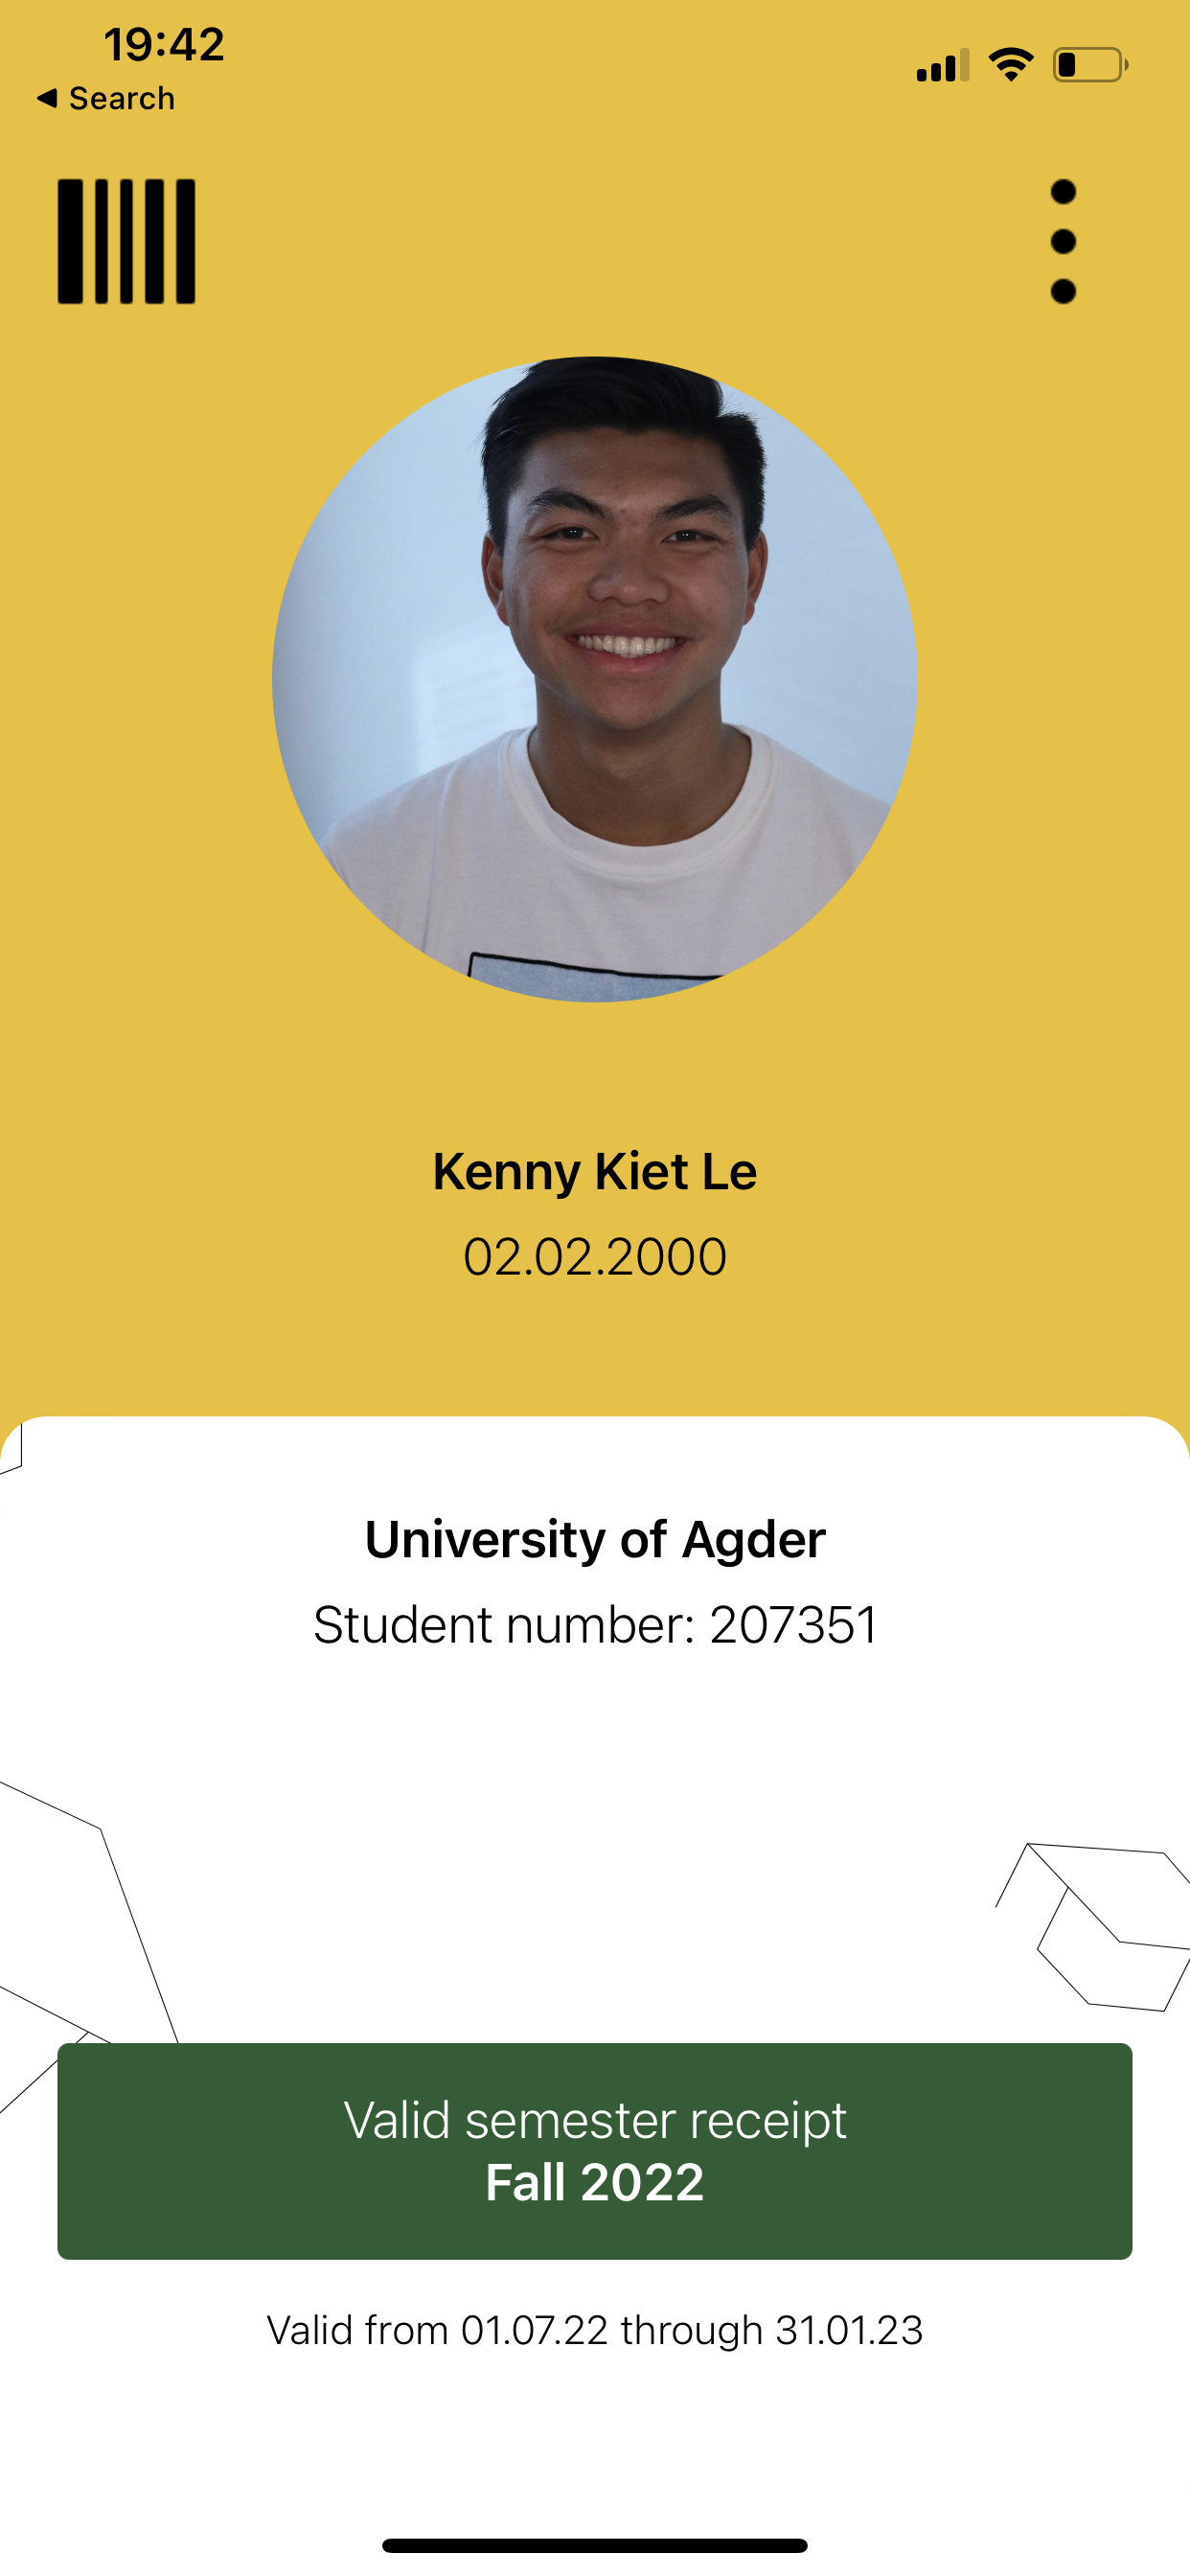 19:42
Search
Kenny Kiet Le
02.02.2000
University of Agder
Student number: 207351
Valid semester receipt
Fall 2022
Valid from 01.07.22 through 31.01.23